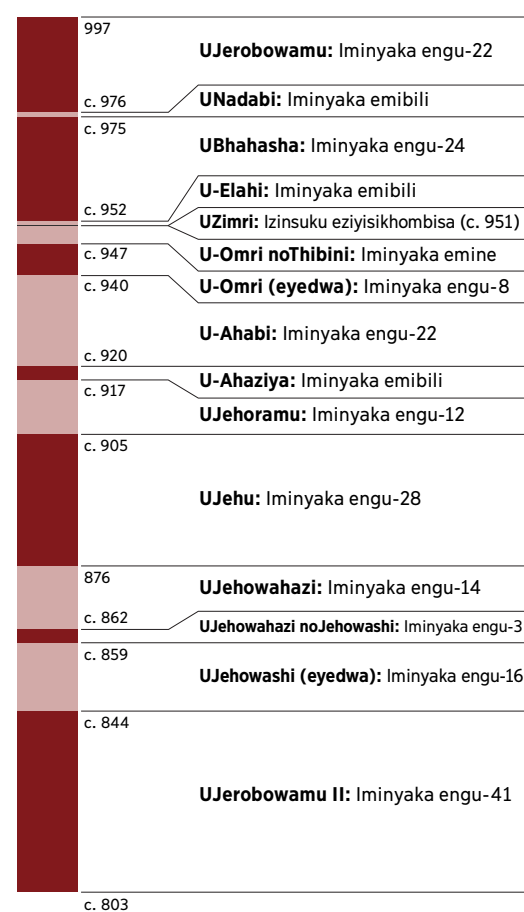 997
UJerobowamu: Iminyaka engu-22
c. 976
UNadabi: Iminyaka emibili
c. 975
UBhahasha: Iminyaka engu-24
U-Elahi: Iminyaka emibili
c. 952
UZimri: Izinsuku eziyisikhombisa (c. 951)
c. 947
U-Omri noThibini: Iminyaka emine
c. 940
U-Omri (eyedwa): Iminyaka engu-8
U-Ahabi: Iminyaka engu-22
c. 920
U-Ahaziya: Iminyaka emibili
c. 917
UJehoramu: Iminyaka engu-12
c. 905
UJehu: Iminyaka engu-28
876
UJehowahazi: Iminyaka engu-14
c. 862
UJehowahazi noJehowashi: Iminyaka engu-3
c. 859
UJehowashi (eyedwa): Iminyaka engu-16
c. 844
UJerobowamu II: Iminyaka engu-41
c. 803